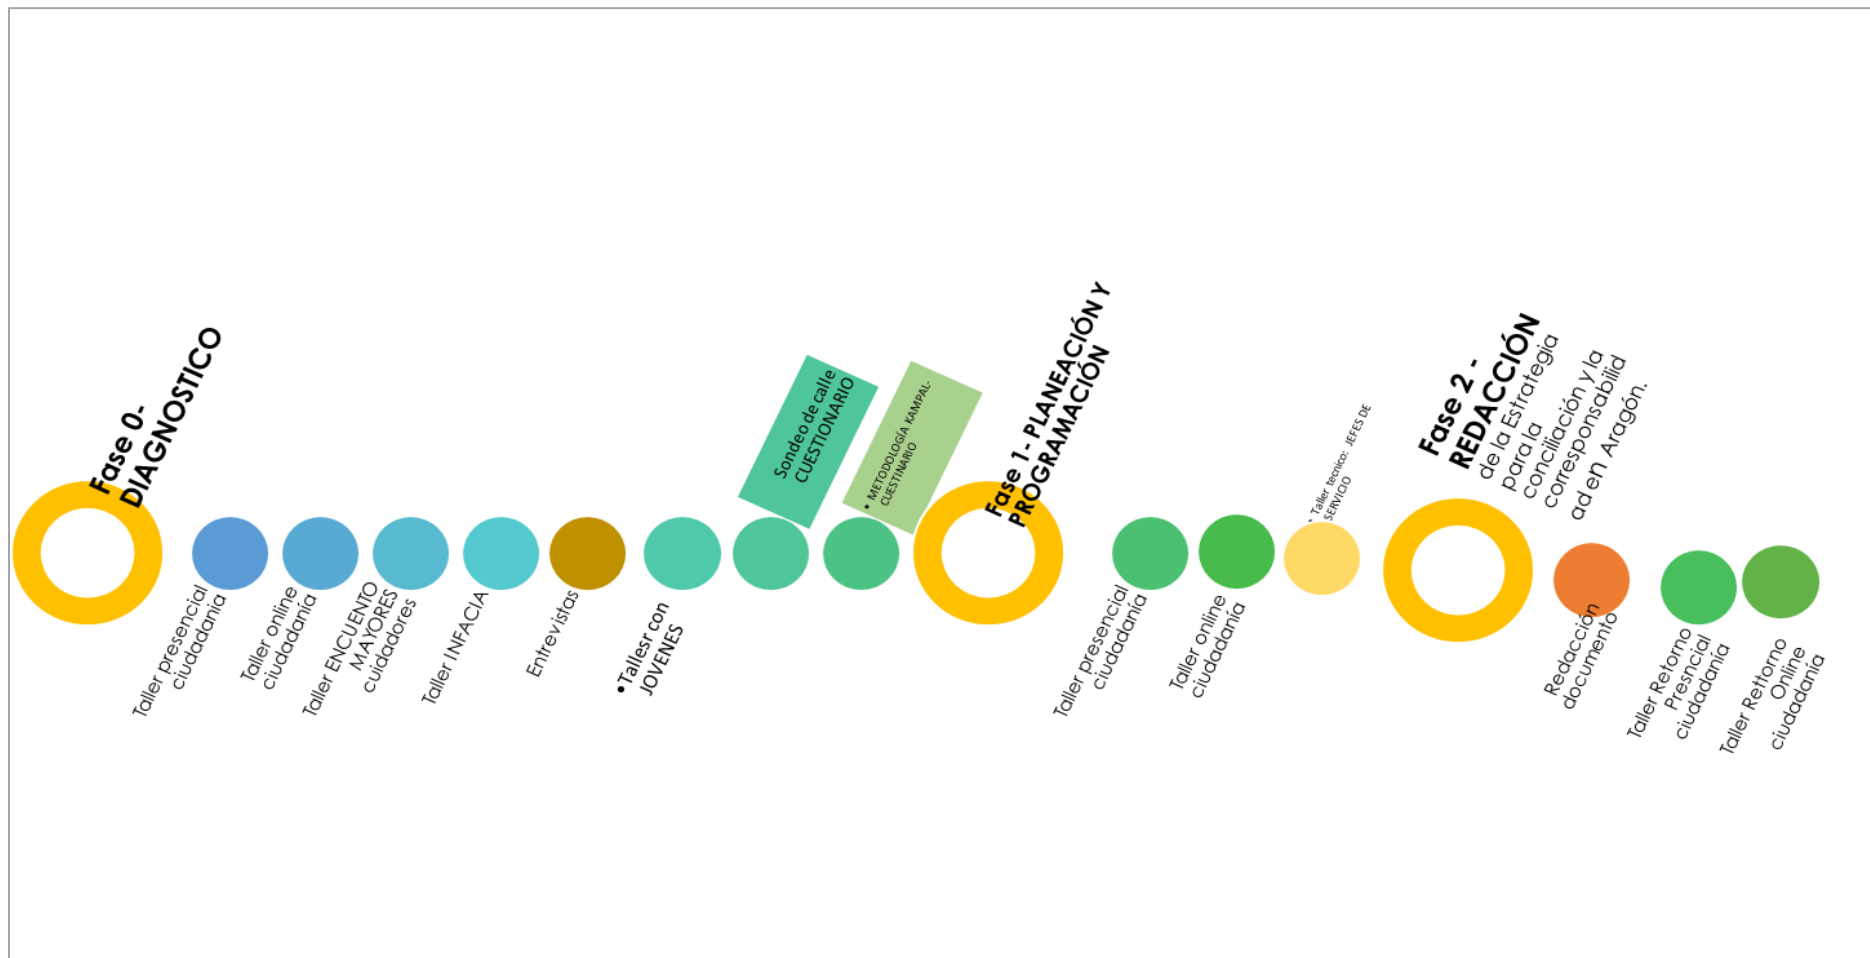 Fase 0-
DIAGNOSTICO
Taller presencial
ciudadania
Taller online
ciudadania
Taller ENCUENTO
MAYORES
cuidadores
Taller INFACIA
Entrevistas
•Tallesr con
JOVENES
Sondeo de calle
CUESTIONARIO
• METODOLOGÍA KAMPAL-
CUESTINARIO
Fase 1- PLANEACIÓN Y
PROGRAMACIÓN
Taller presencial
ciudadanía
Taller online
ciudadanía
• Taller tecnico: JEFES DE
SERVICIO
Fase 2 -
REDACCIÓN
de la Estrategia
para la
conciliación y la
corresponsabilid
ad en Aragón.
Redacción
documento
Taller Retorno
Presncial
ciudadanía
Taller Rettorno
Online
ciudadanía